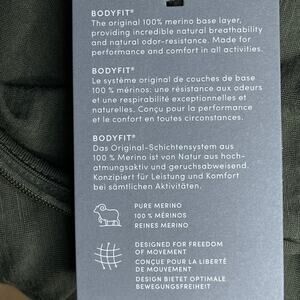 BODYFIT®
The original 100% merino base layer,
providing incredible natural breathability
and natural odor-resistance. Made for
performance and comfort in all activities.
BODYFIT®
Le système original de couches de base
100 % mérinos: une résistance aux odeurs
et une respirabilité exceptionnelles et
naturelles. Conçu pour la performance
et le confort en toutes circonstances.
BODYFIT®
Das Original-Schichtensystem aus
100 % Merino ist von Natur aus hoch-
atmungsaktiv und geruchsabweisend.
Konzipiert für Leistung und Komfort
bei sämtlichen Aktivitäten.
PURE MERINO
100 % MÉRINOS
REINES MERINO
DESIGNED FOR FREEDOM
OF MOVEMENT
CONÇUE POUR LA LIBERTÉ
DE MOUVEMENT
DESIGN BIETET OPTIMALE
BEWEGUNGSFREIHEIT